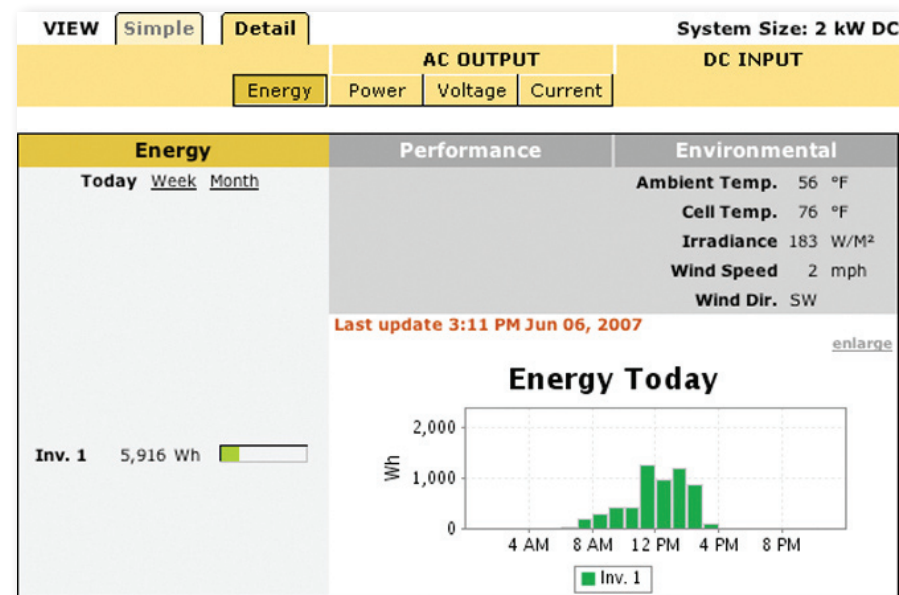 VIEW Simple Detail System Size: 2 kW DC
AC OUTPUT DC INPUT
Energy Power Voltage Current
Energy Performance Environmental
Today Week Month
Ambient Temp. 56 °F
Cell Temp. 76 °F
Irradiance 183 W/M²
Wind Speed 2 mph
Wind Dir. SW
Last update 3:11 PM Jun 06, 2007
enlarge
Energy Today
Inv. 1 5,916 Wh
Wh
2,000
1,000
0
4 AM 8 AM 12 PM 4 PM 8 PM
Inv. 1